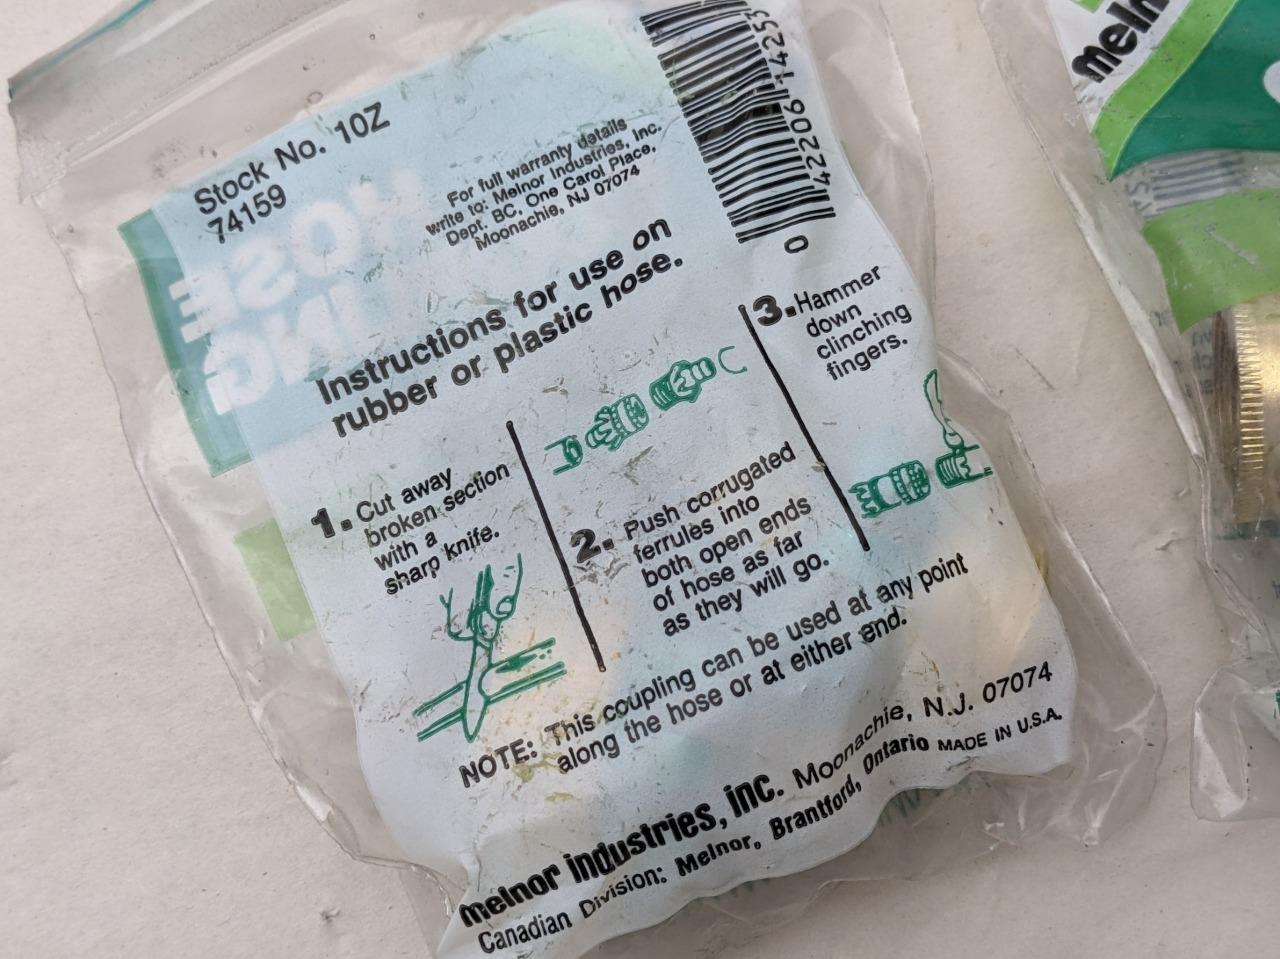 Stock No. 10Z
74159
For full warranty details
write to: Melnor Industries, Inc.
Dept. BC, One Carol Place,
Moonachie, NJ 07074
0 42206 14253
Instructions for use on
rubber or plastic hose.
1. Cut away
broken section
with a
sharp knife.
2. Push corrugated
ferrules into
both open ends
of hose as far
as they will go.
3. Hammer
down
clinching
fingers.
NOTE: This coupling can be used at any point
along the hose or at either end.
melnor industries, inc. Moonachie, N.J. 07074
Canadian Division: Melnor, Brantford, Ontario MADE IN U.S.A.
HOSE